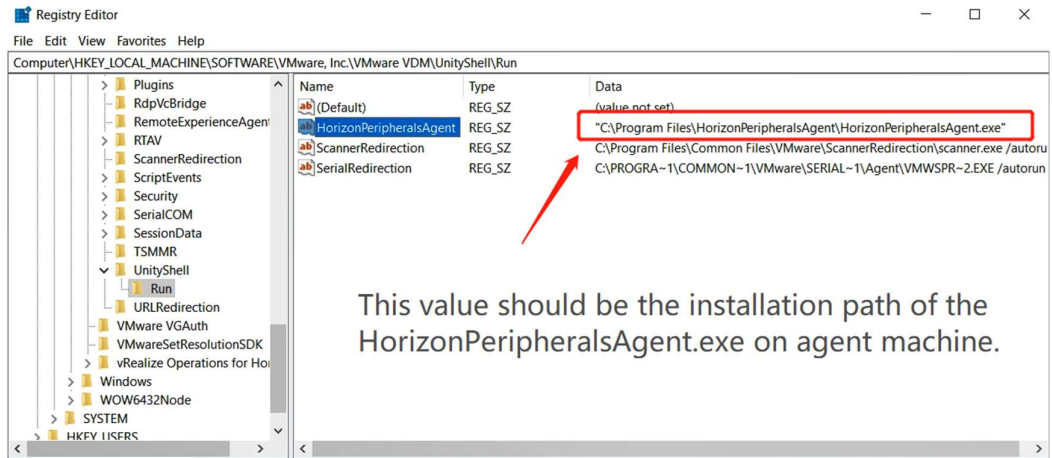 Registry Editor
File Edit View Favorites Help
Computer\HKEY_LOCAL_MACHINE\SOFTWARE\VMware, Inc.\VMware VDM\UnityShell\Run
Plugins
RdpVcBridge
RemoteExperienceAgent
RTAV
ScannerRedirection
ScriptEvents
Security
SerialCOM
SessionData
TSMMR
UnityShell
Run
URLRedirection
VMware VGAuth
VMwareSetResolutionSDK
vRealize Operations for Hor
Windows
WOW6432Node
SYSTEM
HKEY_USERS
Name Type Data
(Default) REG_SZ (value not set)
HorizonPeripheralsAgent REG_SZ "C:\Program Files\HorizonPeripheralsAgent\HorizonPeripheralsAgent.exe"
ScannerRedirection REG_SZ C:\Program Files\Common Files\VMware\ScannerRedirection\scanner.exe /autoru
SerialRedirection REG_SZ C:\PROGRA~1\COMMON~1\VMware\SERIAL~1\Agent\VMWSPR~2.EXE /autorun
This value should be the installation path of the
HorizonPeripheralsAgent.exe on agent machine.